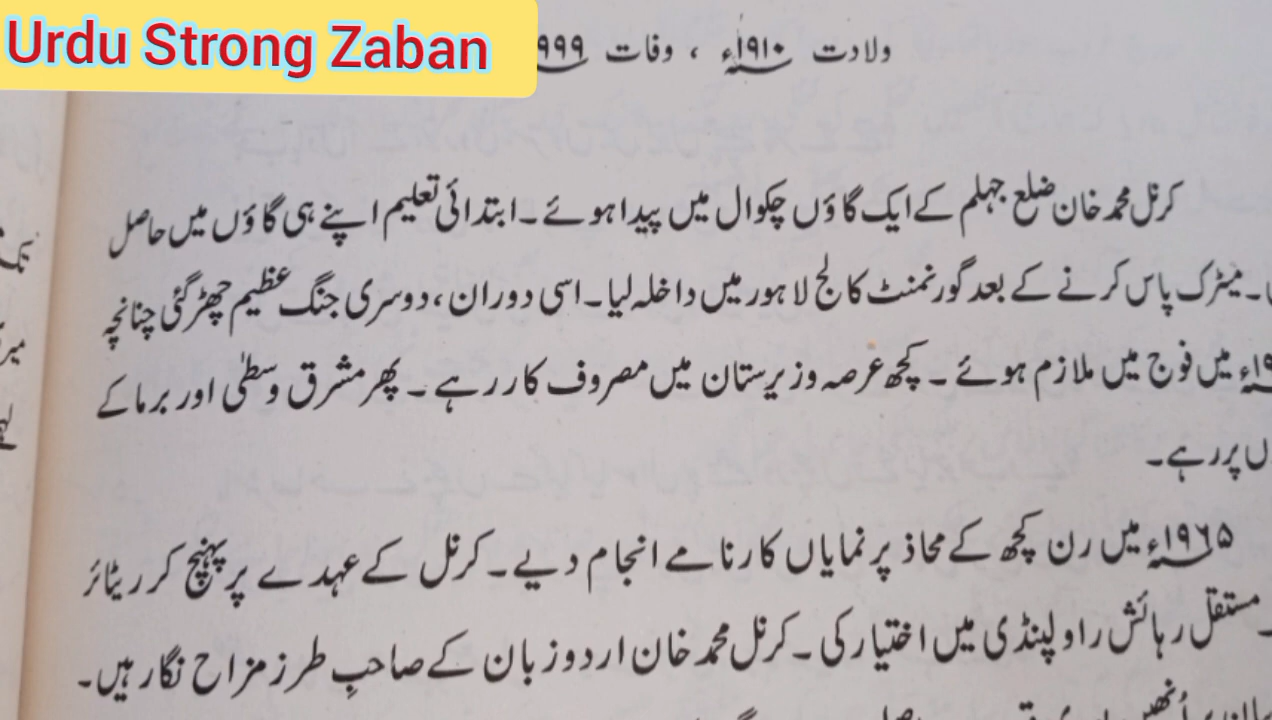 Urdu Strong Zaban
ولادت ۱۹۱۰ء ، وفات ۹۹۹
کرنل محمد خان ضلع جہلم کے ایک گاؤں چکوال میں پیدا ہوئے ۔ ابتدائی تعلیم اپنے ہی گاؤں میں حاصل
۔ میٹرک پاس کرنے کے بعد گورنمنٹ کالج لاہور میں داخلہ لیا ۔ اسی دوران ، دوسری جنگ عظیم چھڑ گئی چنانچہ
میں فوج میں ملازم ہوئے ۔ کچھ عرصہ وزیرستان میں مصروف کار رہے ۔ پھر مشرق وسطٰی اور برما کے
پر رہے ۔
۱۹۶۵ء میں رن کچھ کے محاذ پر نمایاں کارنامے انجام دیے ۔ کرنل کے عہدے پر پہنچ کر ریٹائر
۔ مستقل رہائش راولپنڈی میں اختیار کی ۔ کرنل محمد خان اردو زبان کے صاحبِ طرز مزاح نگار ہیں ۔